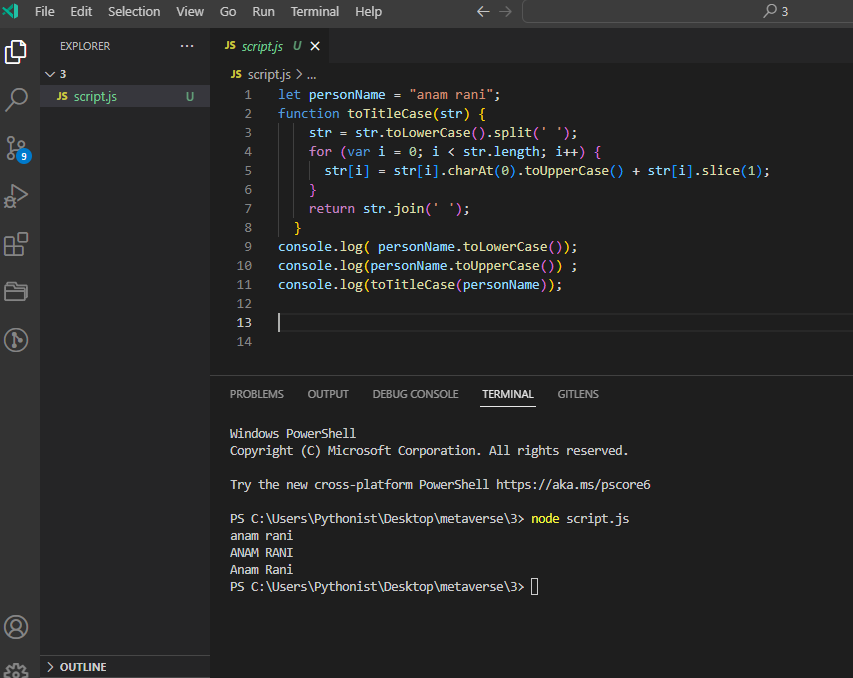 File Edit Selection View Go Run Terminal Help
3
EXPLORER ...
3
JS script.js U
9
JS script.js U
JS script.js > ...
1 let personName = "anam rani";
2 function toTitleCase(str) {
3 str = str.toLowerCase().split(' ');
4 for (var i = 0; i < str.length; i++) {
5 str[i] = str[i].charAt(0).toUpperCase() + str[i].slice(1);
6 }
7 return str.join(' ');
8 }
9 console.log( personName.toLowerCase());
10 console.log(personName.toUpperCase()) ;
11 console.log(toTitleCase(personName));
12
13
14
PROBLEMS OUTPUT DEBUG CONSOLE TERMINAL GITLENS
Windows PowerShell
Copyright (C) Microsoft Corporation. All rights reserved.
Try the new cross-platform PowerShell https://aka.ms/pscore6
PS C:\Users\Pythonist\Desktop\metaverse\3> node script.js
anam rani
ANAM RANI
Anam Rani
PS C:\Users\Pythonist\Desktop\metaverse\3>
OUTLINE